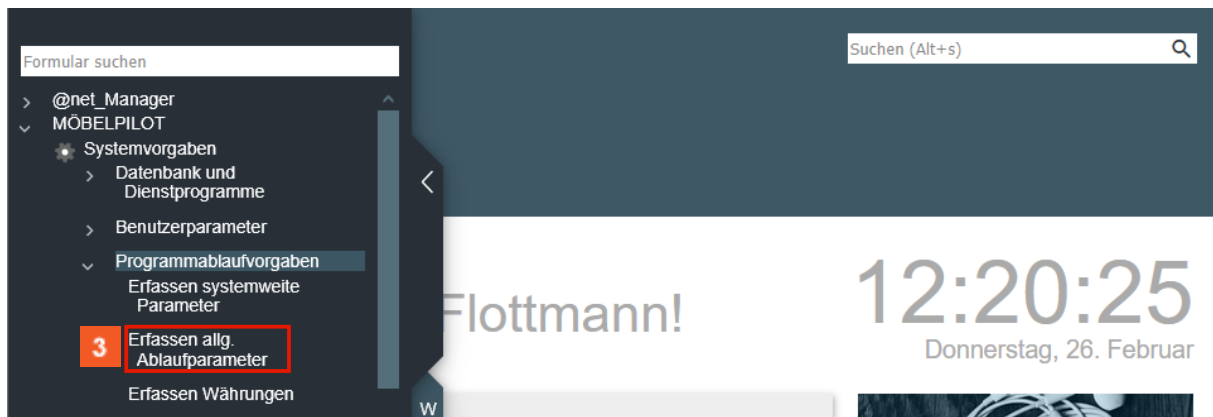 Formular suchen
Suchen (Alt+s)
@net_Manager
MÖBELPILOT
Systemvorgaben
Datenbank und
Dienstprogramme
Benutzerparameter
Programmablaufvorgaben
Erfassen systemweite
Parameter
3
Erfassen allg.
Ablaufparameter
Erfassen Währungen
W
Flottmann!
12:20:25
Donnerstag, 26. Februar